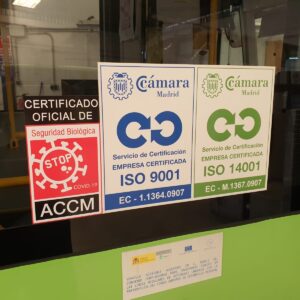 CERTIFICADO
OFICIAL DE
Seguridad Biológica
STOP
COVID-19
ACCM
Cámara
Madrid
Servicio de Certificación
EMPRESA CERTIFICADA
ISO 9001
EC - 1.1364.0907
Cámara
Madrid
Servicio de Certificación
EMPRESA CERTIFICADA
ISO 14001
EC - M.1367.0907